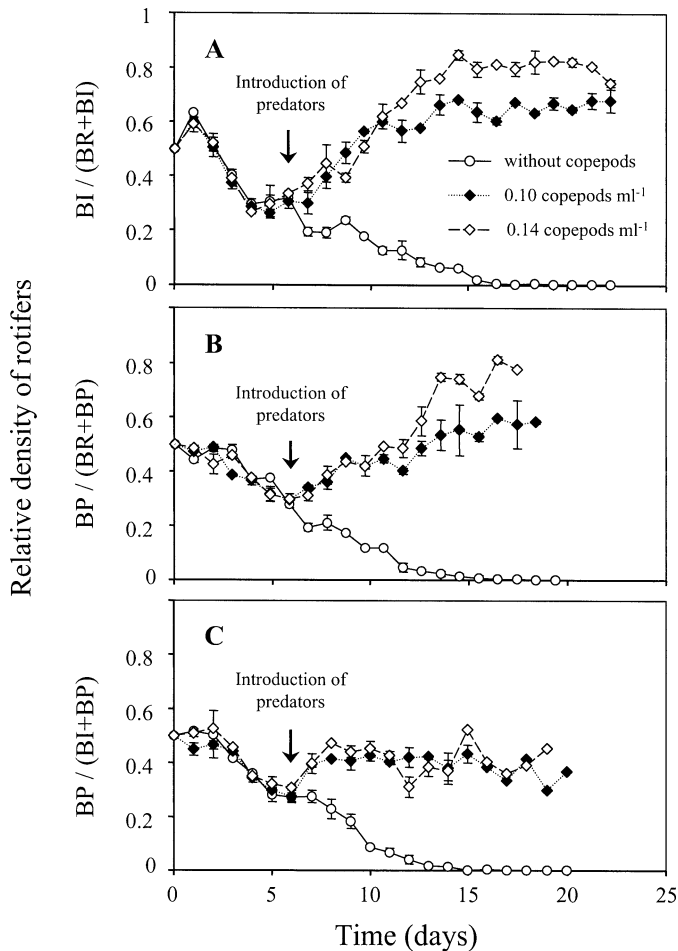 Relative density of rotifers
BI / (BR+BI)
1
0.8
0.6
0.4
0.2
0
A
Introduction of
predators
without copepods
0.10 copepods ml⁻¹
0.14 copepods ml⁻¹
BP / (BR+BP)
0.8
0.6
0.4
0.2
0
B
Introduction of
predators
BP / (BI+BP)
0.8
0.6
0.4
0.2
0
C
Introduction of
predators
0 5 10 15 20 25
Time (days)